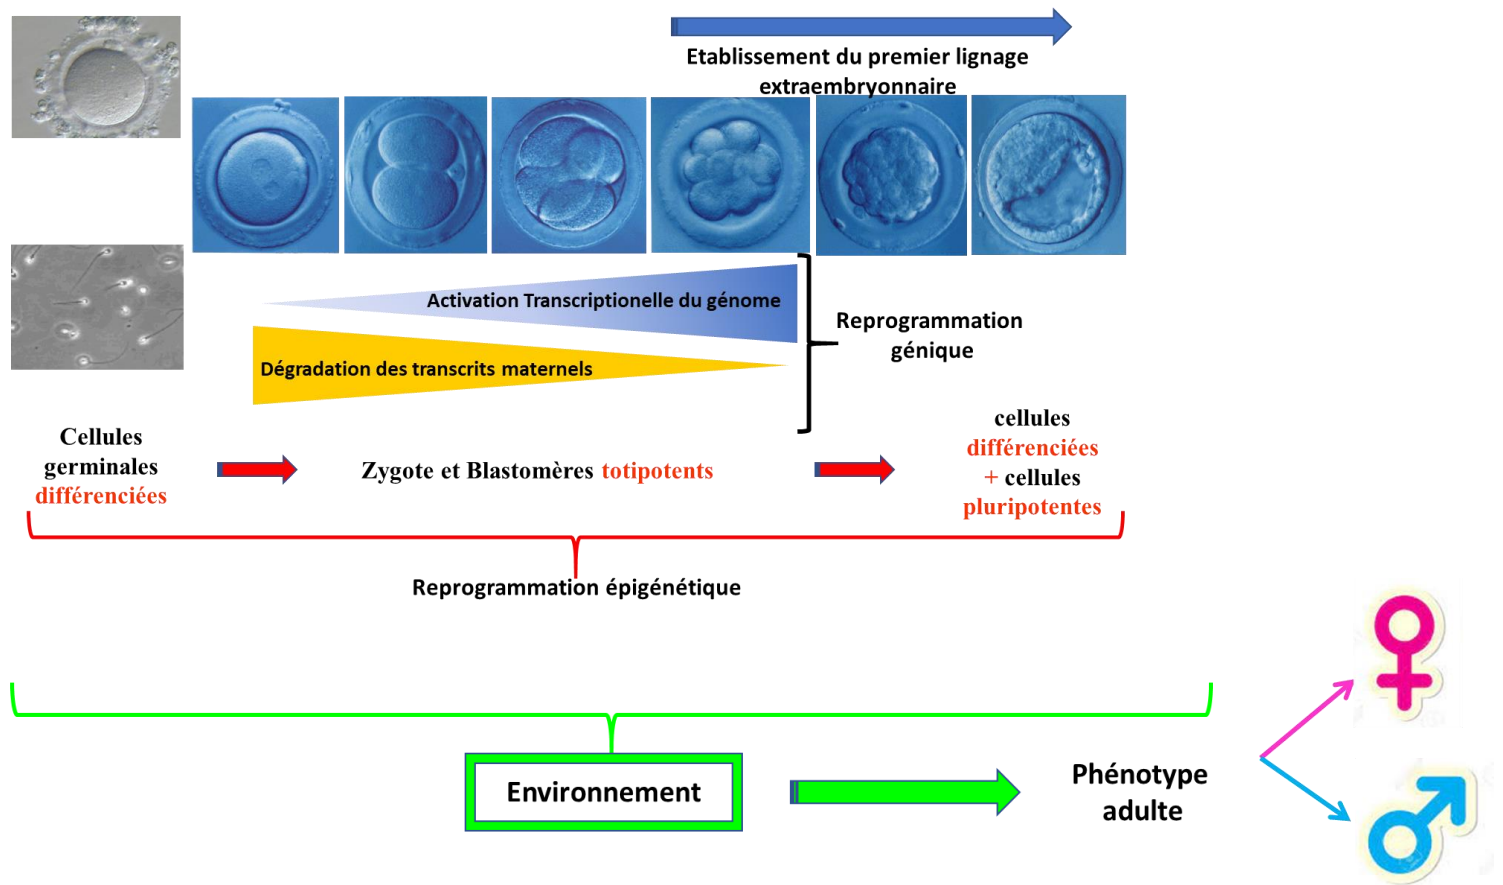 Etablissement du premier lignage
extraembryonnaire
Activation Transcriptionelle du génome
Dégradation des transcrits maternels
Reprogrammation
génique
Cellules
germinales
différenciées
Zygote et Blastomères totipotents
cellules
différenciées
+ cellules
pluripotentes
Reprogrammation épigénétique
Environnement
Phénotype
adulte